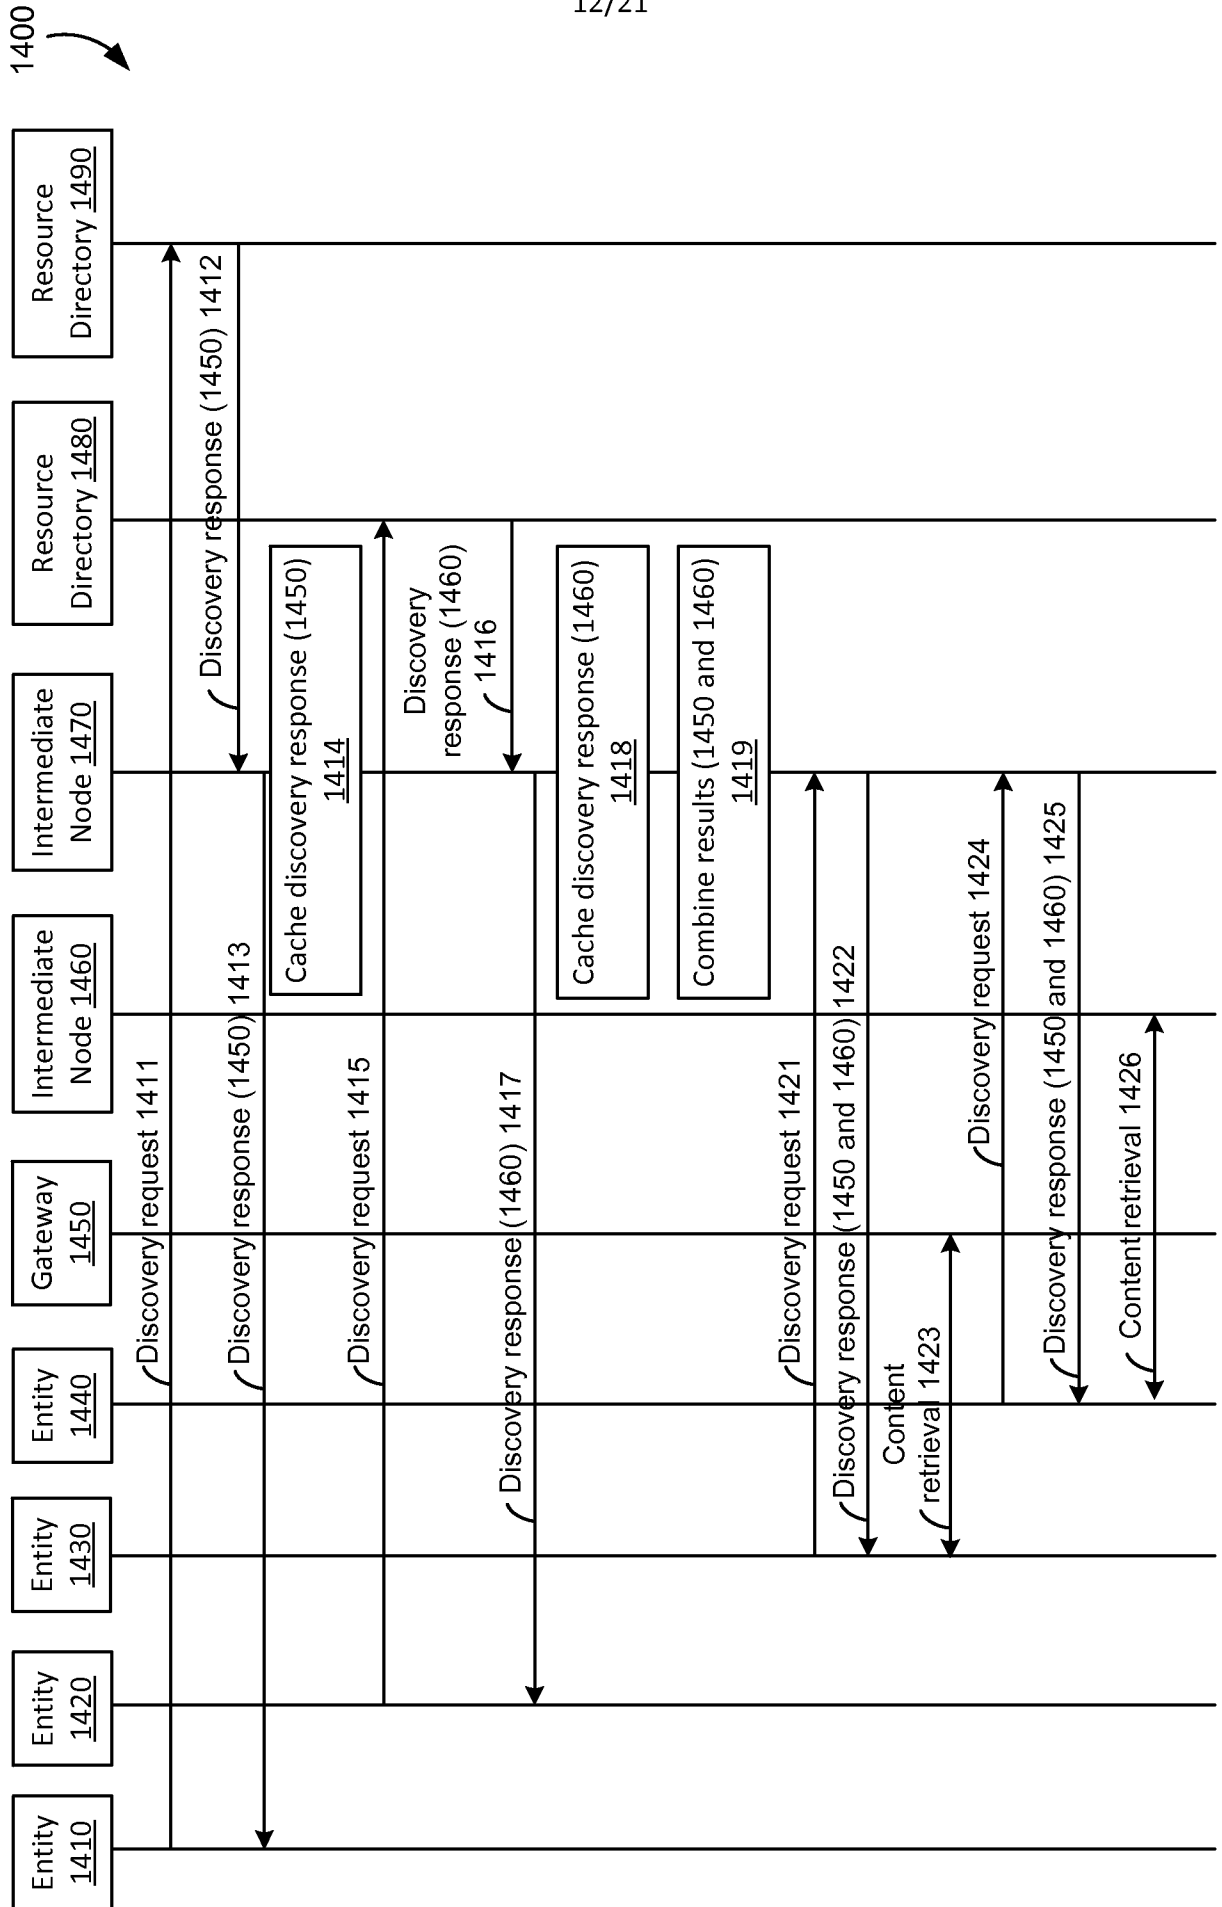 12/21
1400
Entity
1410
Entity
1420
Entity
1430
Entity
1440
Gateway
1450
Intermediate
Node 1460
Intermediate
Node 1470
Resource
Directory 1480
Resource
Directory 1490
Discovery request 1411
Discovery response (1450) 1412
Discovery response (1450) 1413
Cache discovery response (1450)
1414
Discovery request 1415
Discovery
response (1460)
1416
Discovery response (1460) 1417
Cache discovery response (1460)
1418
Combine results (1450 and 1460)
1419
Discovery request 1421
Discovery response (1450 and 1460) 1422
Content
retrieval 1423
Discovery request 1424
Discovery response (1450 and 1460) 1425
Content retrieval 1426